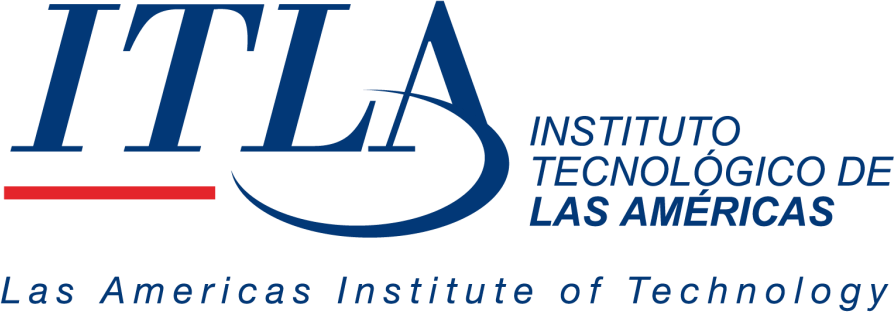 ITLA
INSTITUTO
TECNOLÓGICO DE
LAS AMÉRICAS
Las Americas Institute of Technology